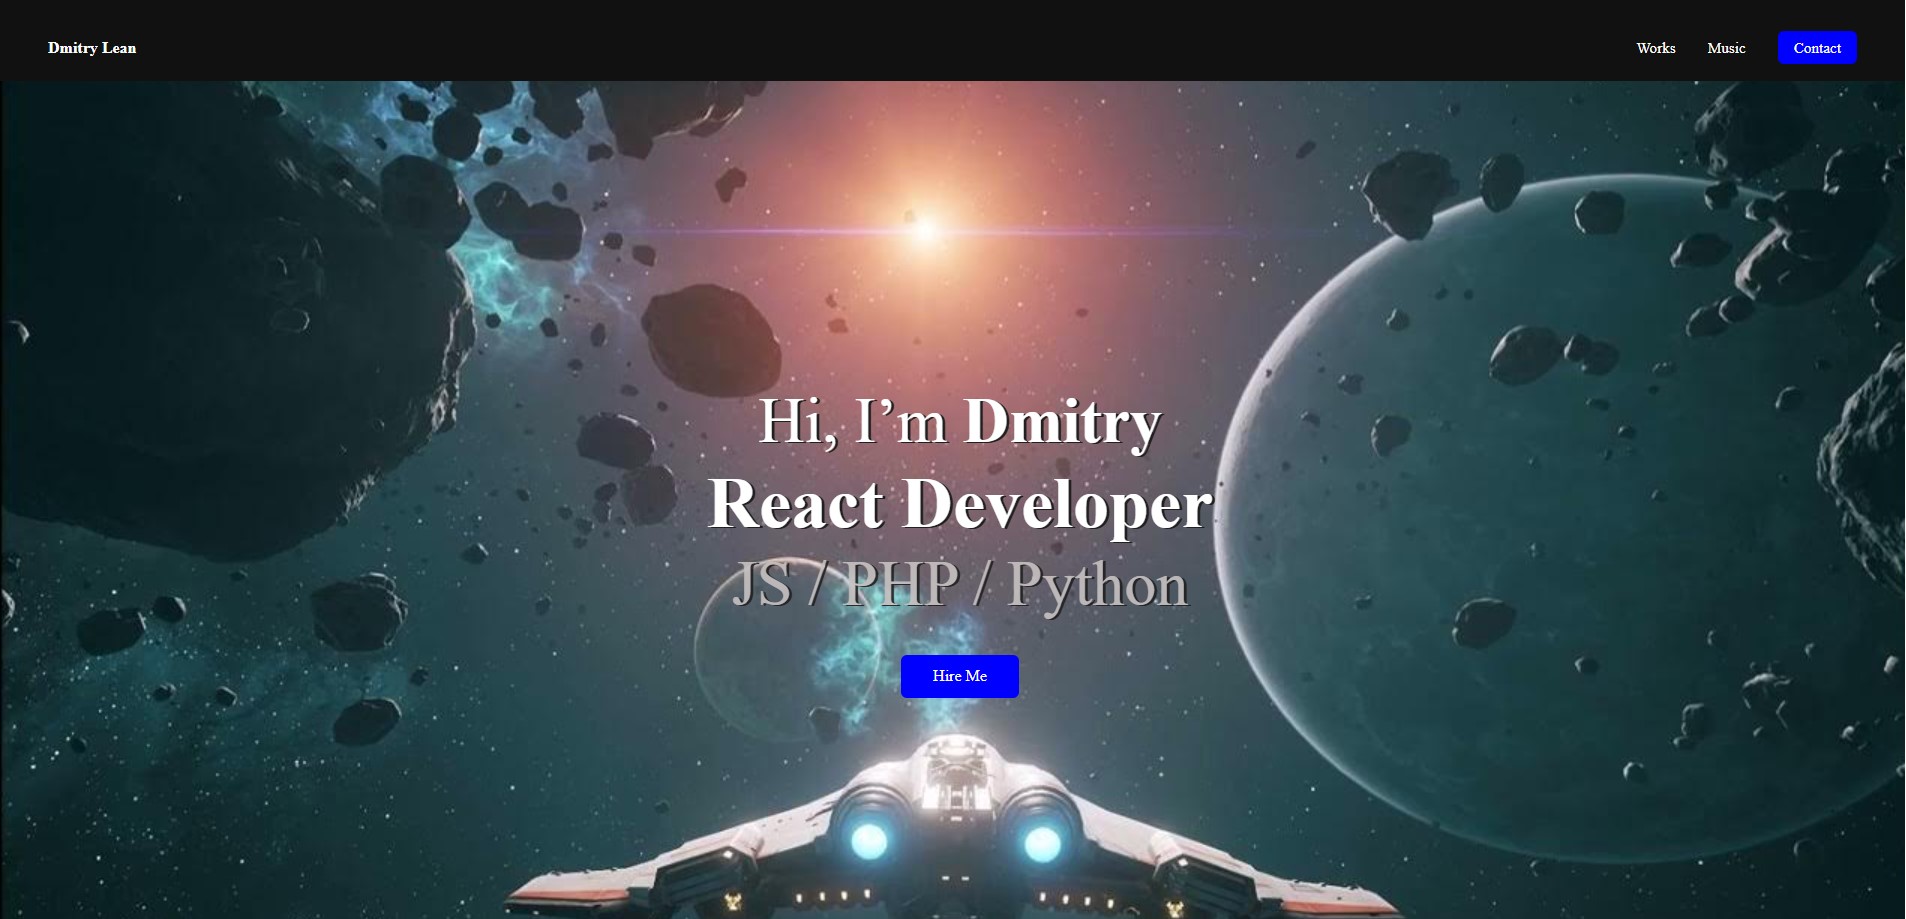 Dmitry Lean
Works
Music
Contact
Hi, I’m Dmitry
React Developer
JS / PHP / Python
Hire Me